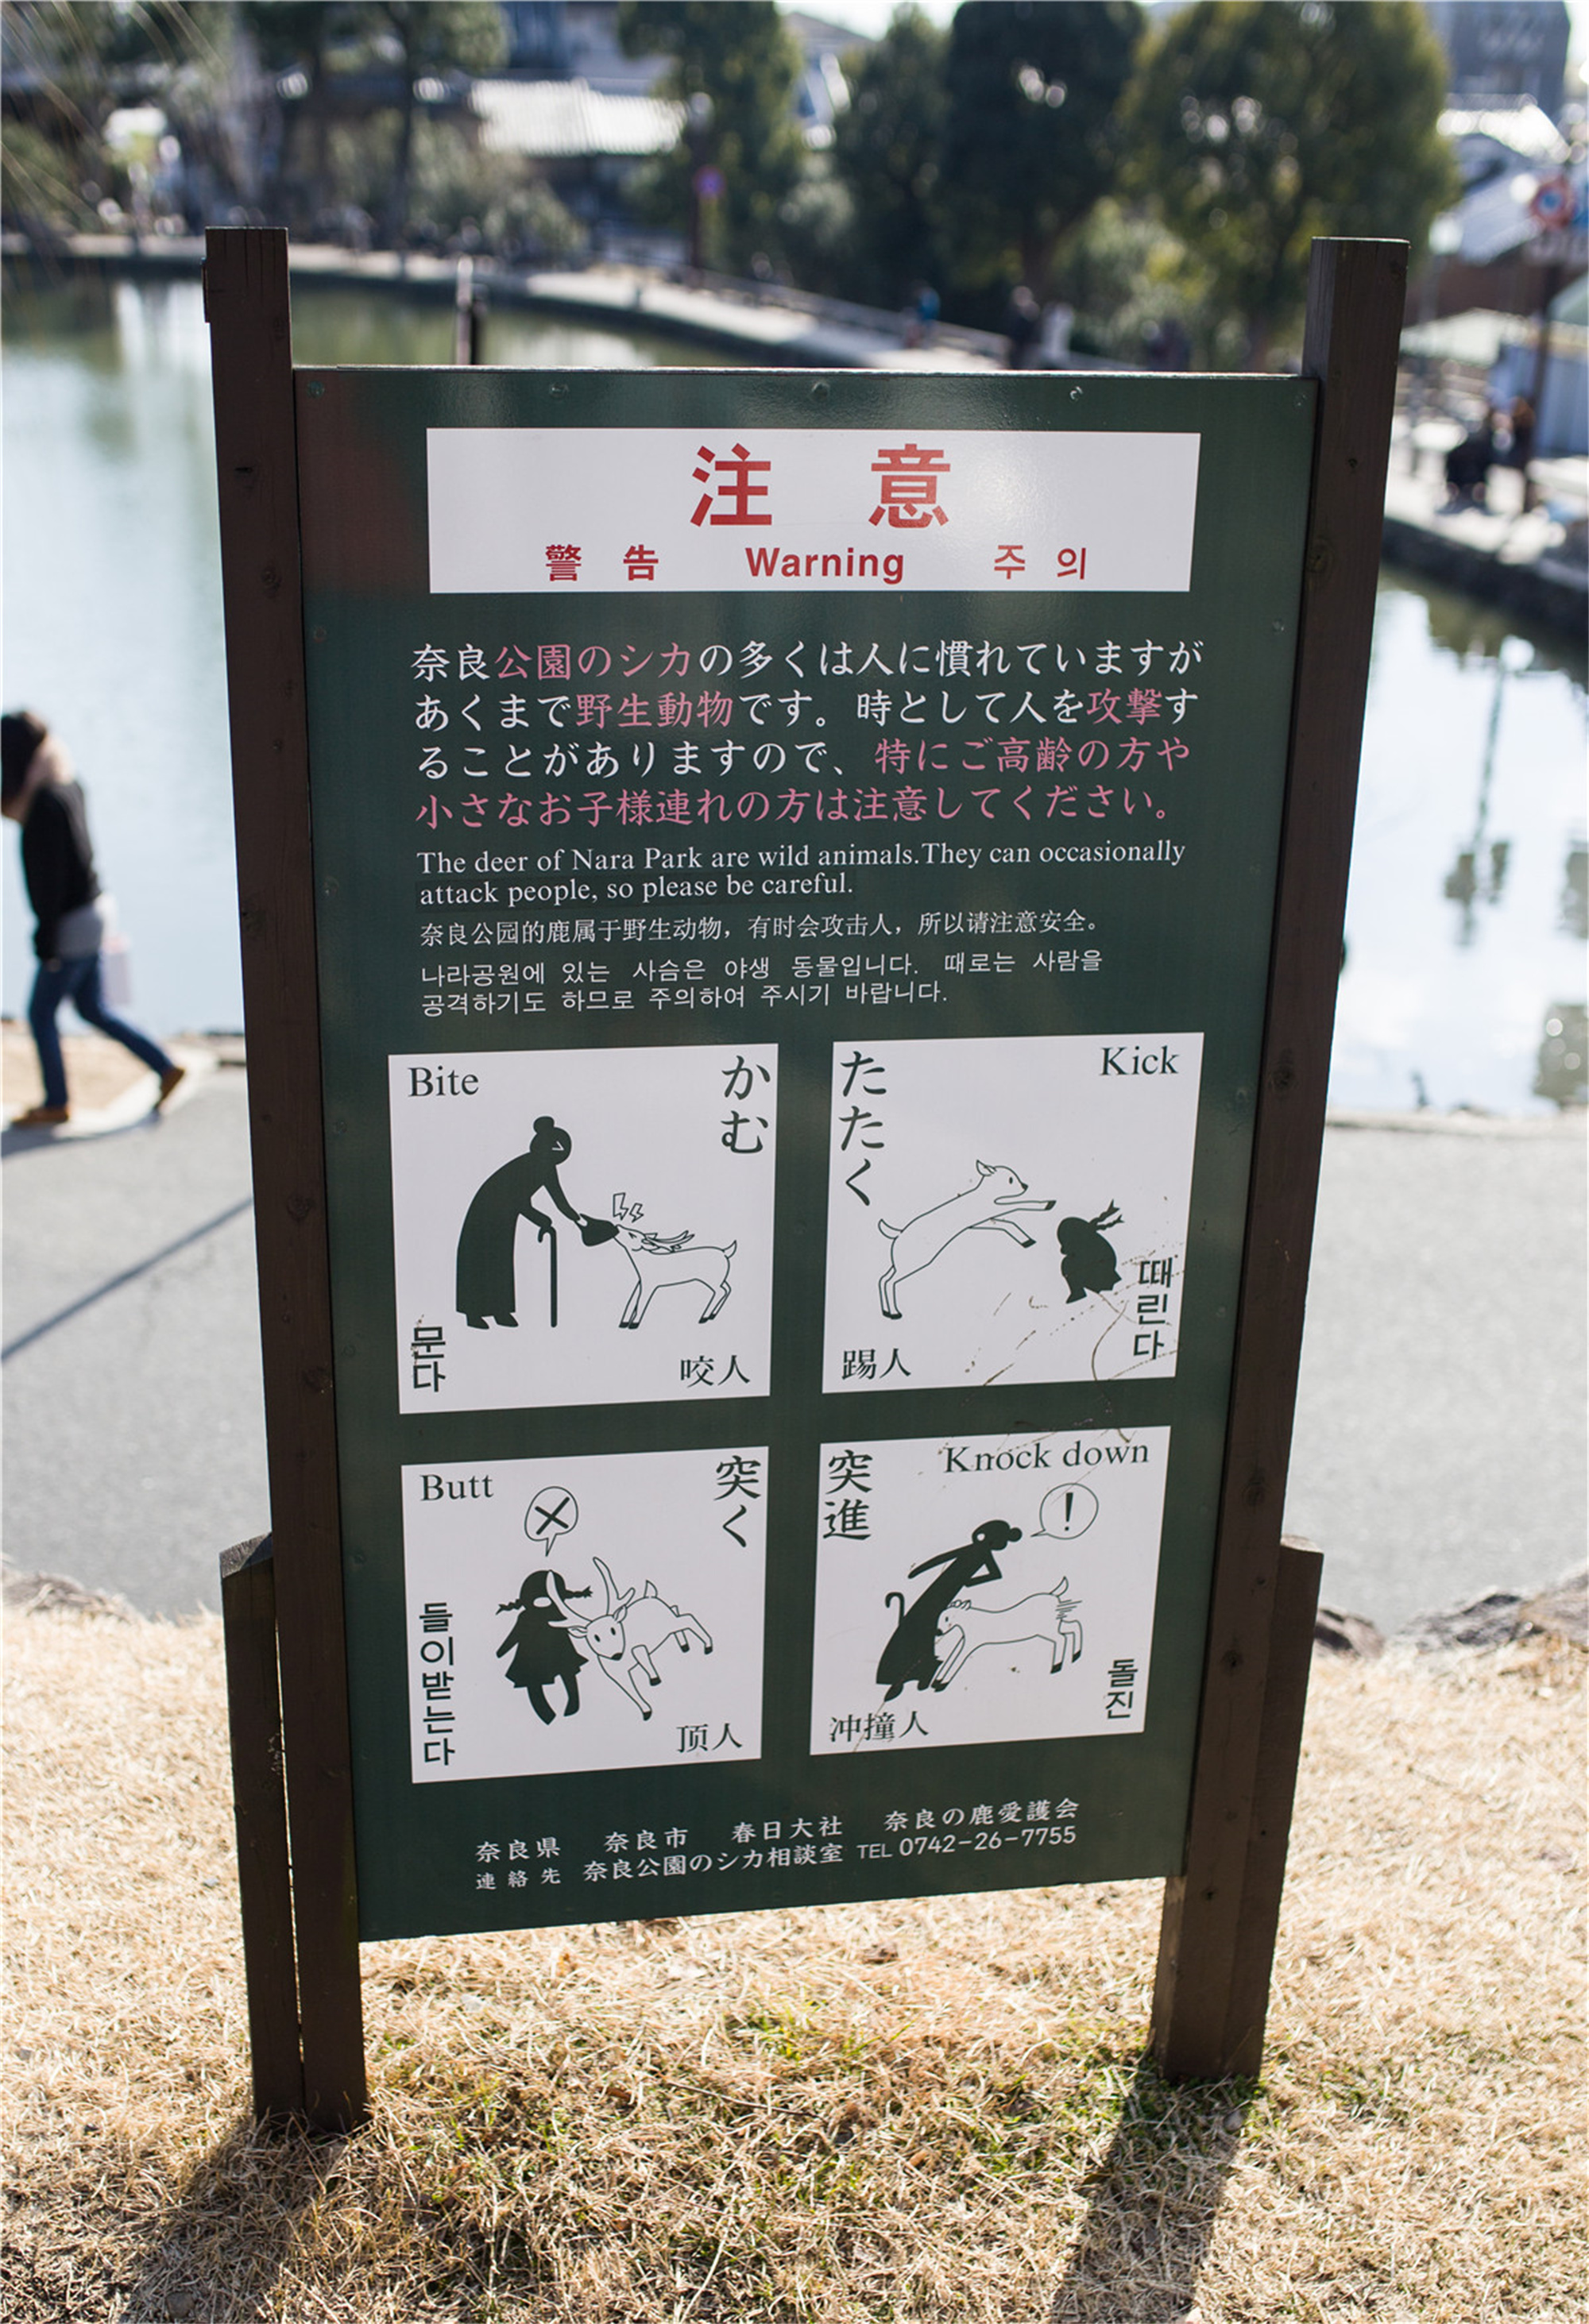 注 意
警 告 Warning 주 의
奈良公園のシカの多くは人に慣れていますが
あくまで野生動物です。時として人を攻撃す
ることがありますので、特にご高齢の方や
小さなお子様連れの方は注意してください。
The deer of Nara Park are wild animals.They can occasionally
attack people, so please be careful.
奈良公园的鹿属于野生动物，有时会攻击人，所以请注意安全。
나라공원에 있는 사슴은 야생 동물입니다. 때로는 사람을
공격하기도 하므로 주의하여 주시기 바랍니다.
Bite
かむ
문다
咬人
たたく
Kick
踢人
때린다
Butt
突く
들이받는다
顶人
突進
Knock down
!
冲撞人
돌진
奈良県 奈良市 春日大社 奈良の鹿愛護会
連絡先 奈良公園のシカ相談室 TEL 0742-26-7755